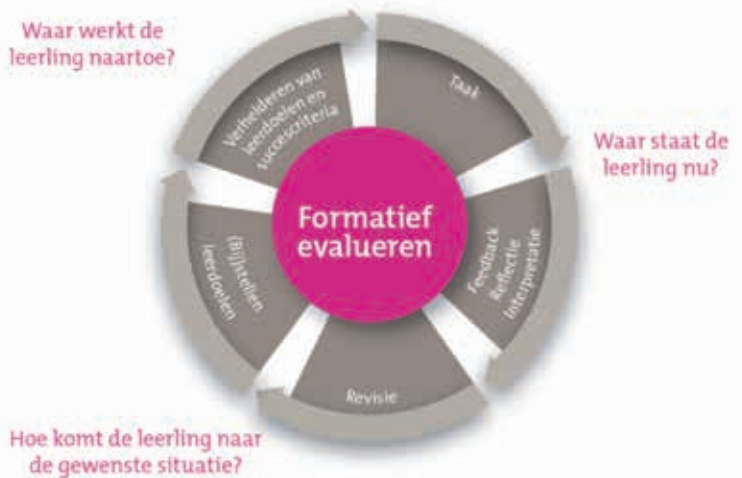 Waar werkt de
leerling naartoe?
Verhelderen van
leerdoelen en
succescriteria
Taak
Waar staat de
leerling nu?
Formatief
evalueren
Feedback
Reflectie
Interpretatie
(Bij)stellen
leerdoelen
Revisie
Hoe komt de leerling naar
de gewenste situatie?